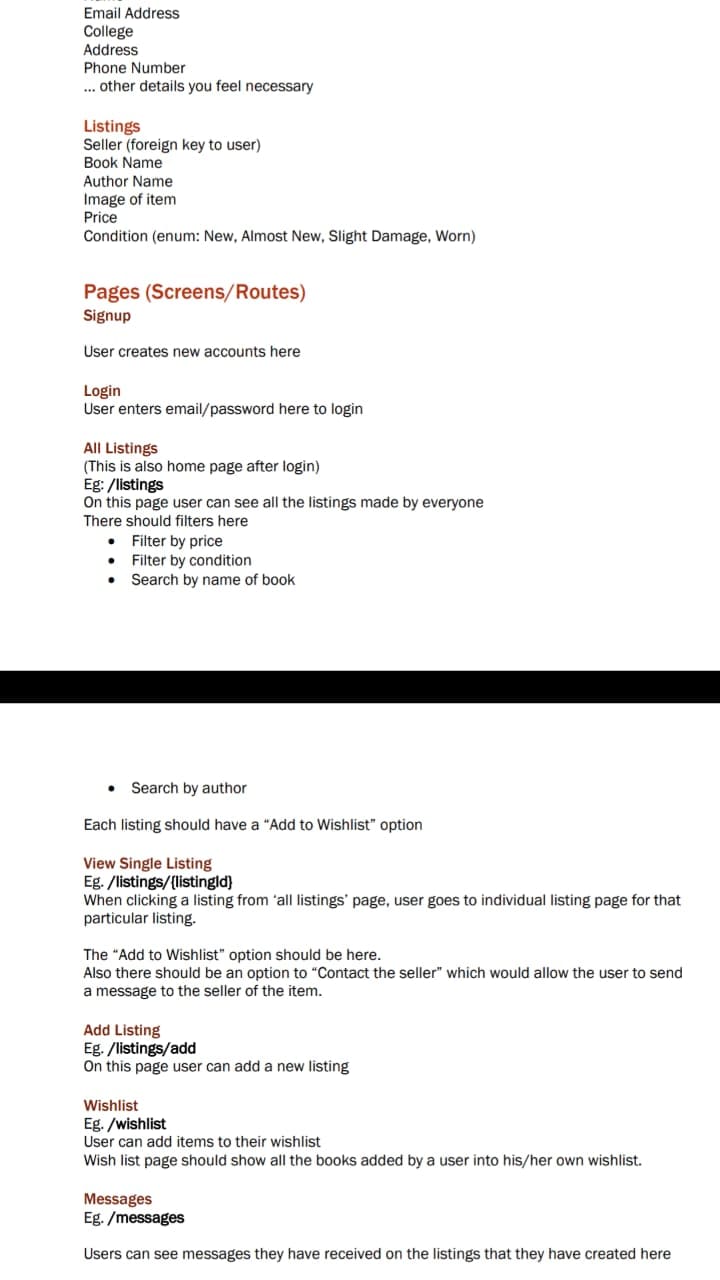 Email Address
College
Address
Phone Number
... other details you feel necessary
Listings
Seller (foreign key to user)
Book Name
Author Name
Image of item
Price
Condition (enum: New, Almost New, Slight Damage, Worn)
Pages (Screens/Routes)
Signup
User creates new accounts here
Login
User enters email/password here to login
All Listings
(This is also home page after login)
Eg: /listings
On this page user can see all the listings made by everyone
There should filters here
• Filter by price
• Filter by condition
• Search by name of book
• Search by author
Each listing should have a “Add to Wishlist” option
View Single Listing
Eg. /listings/{listingId}
When clicking a listing from ‘all listings’ page, user goes to individual listing page for that
particular listing.
The “Add to Wishlist” option should be here.
Also there should be an option to “Contact the seller” which would allow the user to send
a message to the seller of the item.
Add Listing
Eg. /listings/add
On this page user can add a new listing
Wishlist
Eg. /wishlist
User can add items to their wishlist
Wish list page should show all the books added by a user into his/her own wishlist.
Messages
Eg. /messages
Users can see messages they have received on the listings that they have created here